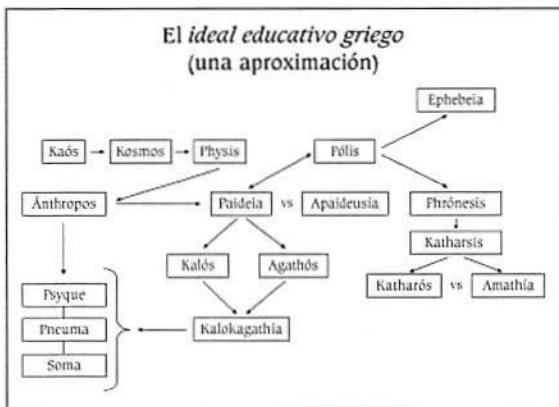 El ideal educativo griego
(una aproximación)
Ephebeia
Kaós
Kosmos
Physis
Pólis
Ánthropos
Paideia vs Apaideusia
Phrónesis
Katharsis
Kalós
Agathós
Katharós vs Amathía
Psyque
Pneuma
Kalokagathía
Soma